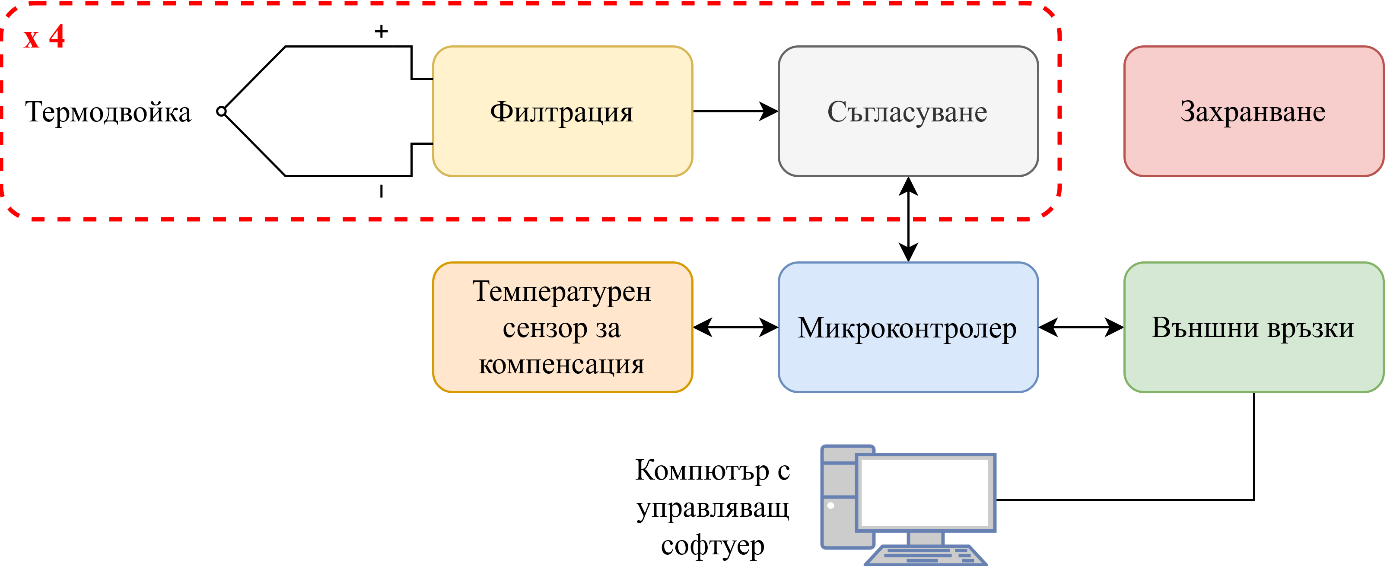 x 4
+
Термодвойка
Филтрация
Съгласуване
Захранване
–
Температурен
сензор за
компенсация
Микроконтролер
Външни връзки
Компютър с
управляващ
софтуер